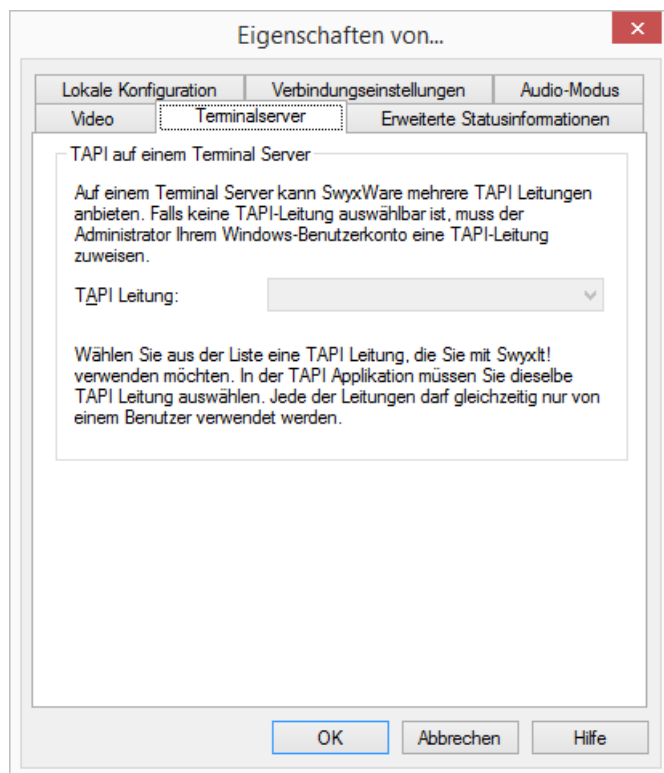 Eigenschaften von...
Lokale Konfiguration Verbindungseinstellungen Audio-Modus
Video Terminalserver Erweiterte Statusinformationen
TAPI auf einem Terminal Server
Auf einem Terminal Server kann SwyxWare mehrere TAPI Leitungen
anbieten. Falls keine TAPI-Leitung auswählbar ist, muss der
Administrator Ihrem Windows-Benutzerkonto eine TAPI-Leitung
zuweisen.
TAPI Leitung:
Wählen Sie aus der Liste eine TAPI Leitung, die Sie mit SwyxIt!
verwenden möchten. In der TAPI Applikation müssen Sie dieselbe
TAPI Leitung auswählen. Jede der Leitungen darf gleichzeitig nur von
einem Benutzer verwendet werden.
OK Abbrechen Hilfe